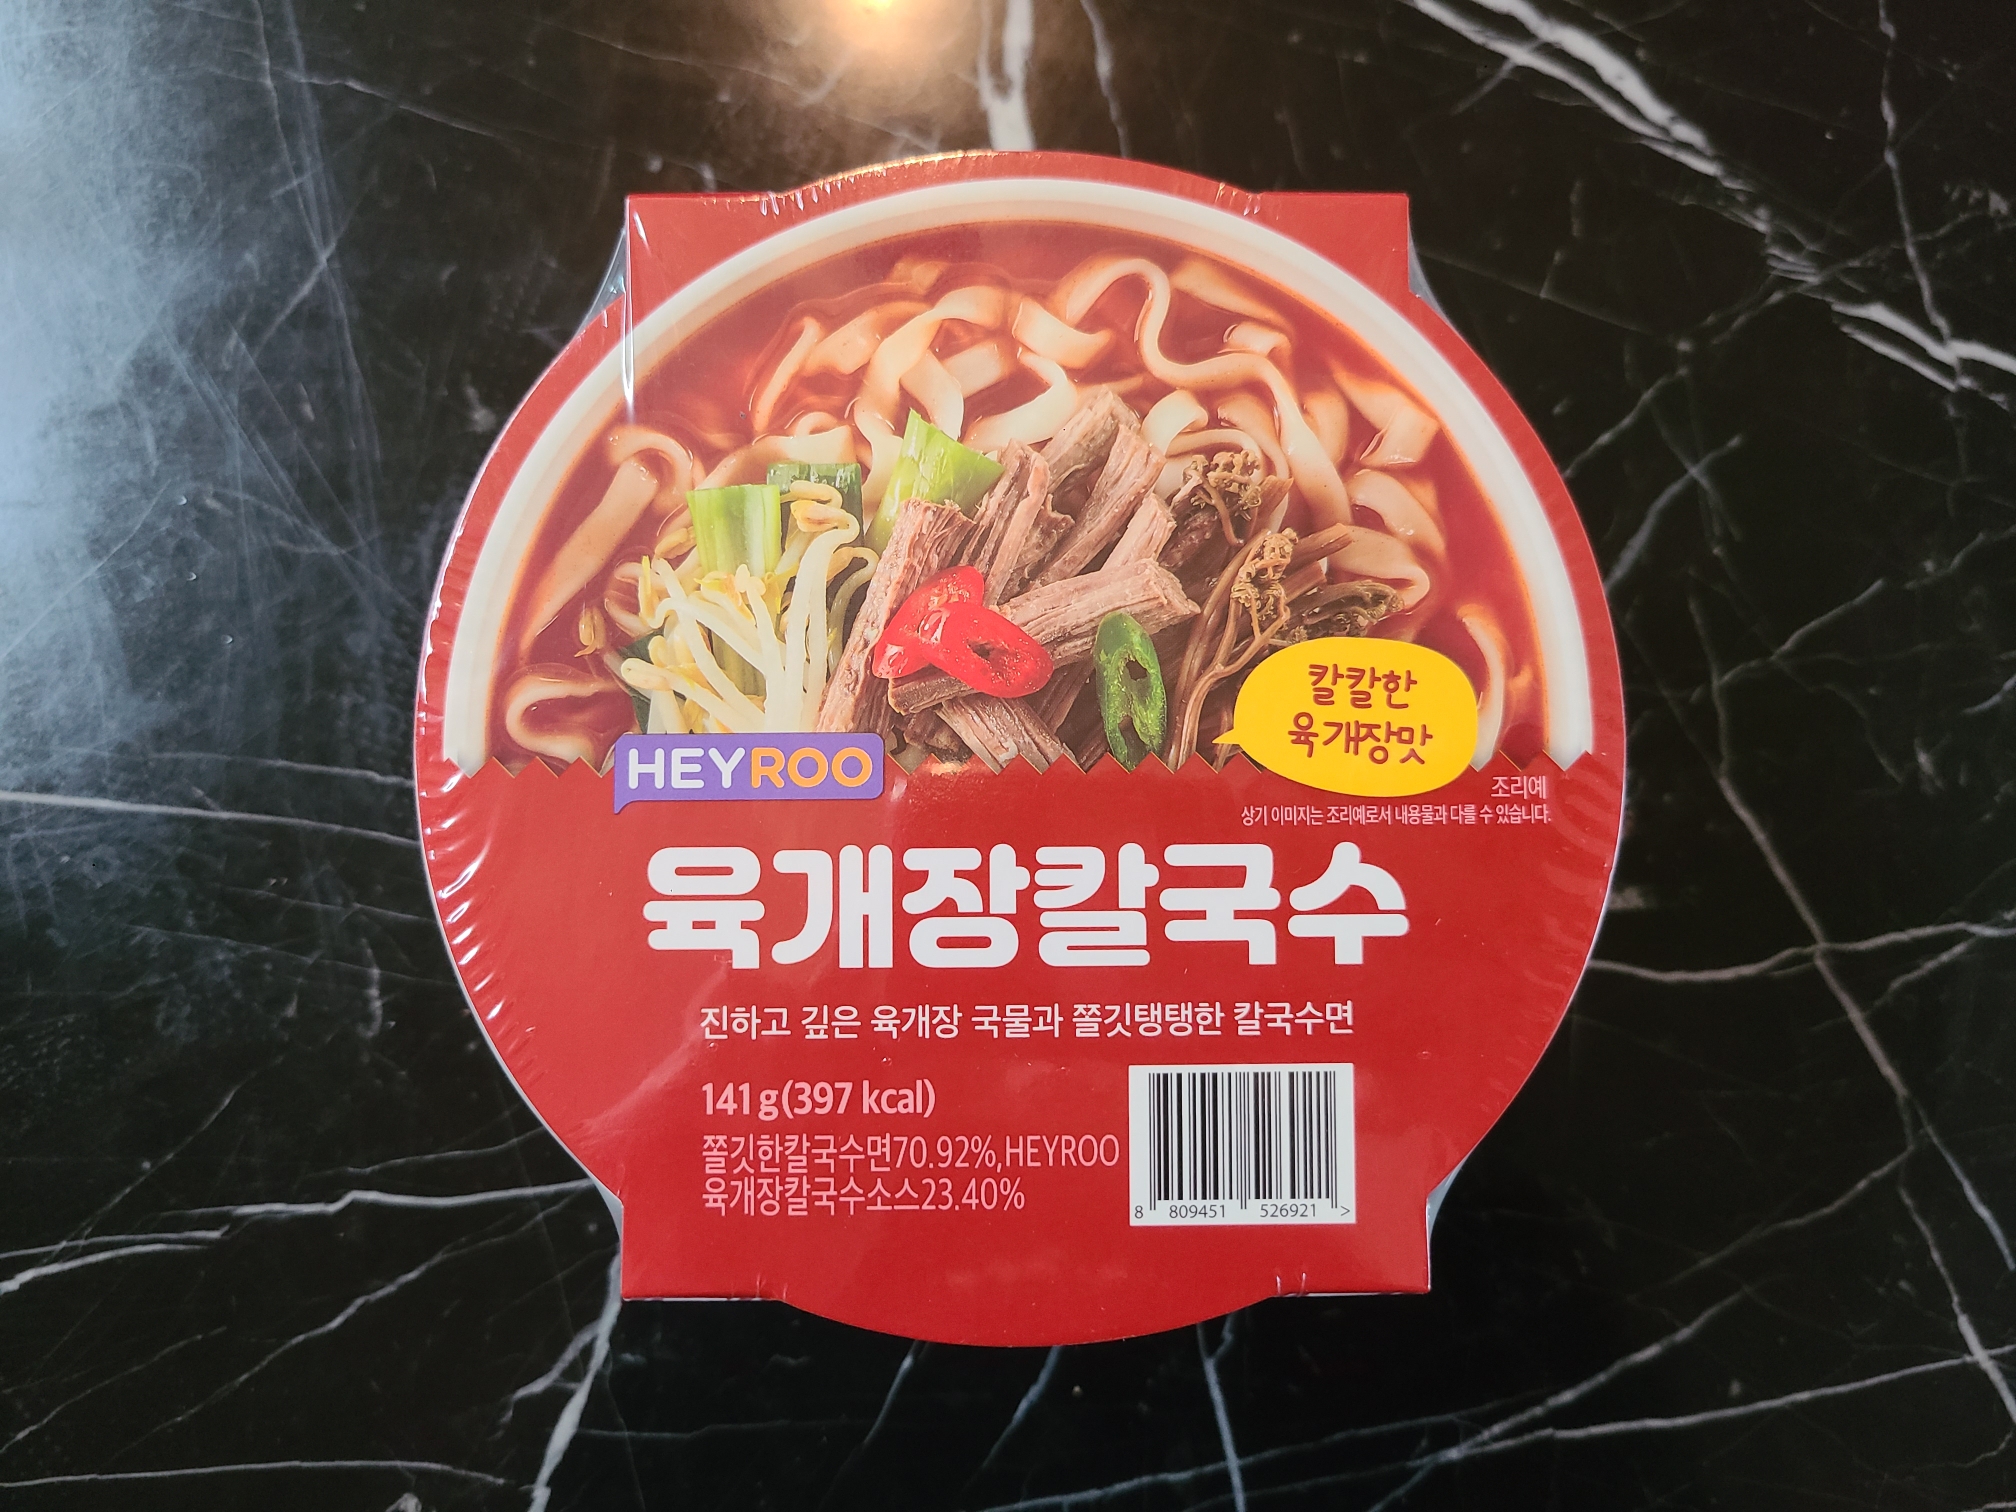 칼칼한
육개장맛
HEYROO
조리예
상기 이미지는 조리예로서 내용물과 다를 수 있습니다.
육개장칼국수
진하고 깊은 육개장 국물과 쫄깃탱탱한 칼국수면
141g(397 kcal)
쫄깃한칼국수면70.92%,HEYROO
육개장칼국수소스23.40%
8 809451 526921 >